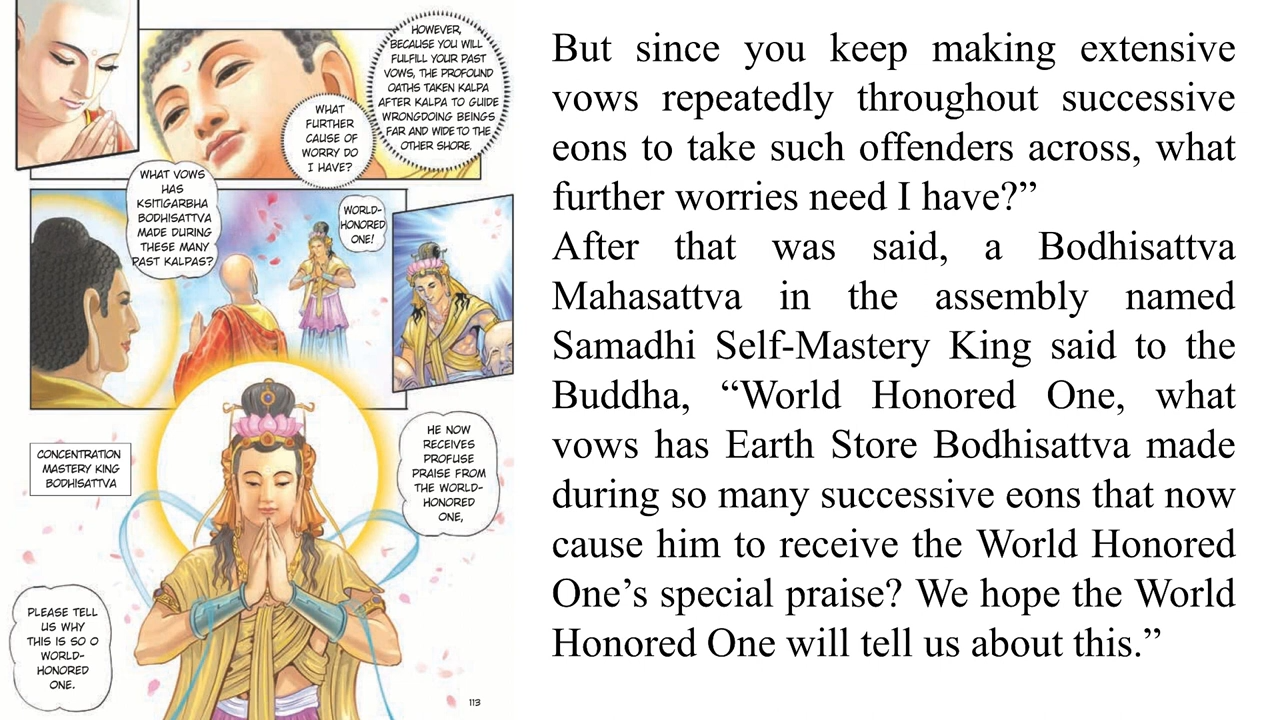 HOWEVER,
BECAUSE YOU WILL
FULFILL YOUR PAST
VOWS, THE PROFOUND
OATHS TAKEN KALPA
AFTER KALPA TO GUIDE
WRONGDOING BEINGS
FAR AND WIDE TO THE
OTHER SHORE.
WHAT
FURTHER
CAUSE OF
WORRY DO
I HAVE?
WORLD-
HONORED
ONE!
WHAT VOWS
HAS
KSITIGARBHA
BODHISATTVA
MADE DURING
THESE MANY
PAST KALPAS?
CONCENTRATION
MASTERY KING
BODHISATTVA
HE NOW
RECEIVES
PROFUSE
PRAISE FROM
THE WORLD-
HONORED
ONE,
PLEASE TELL
US WHY
THIS IS SO O
WORLD-
HONORED
ONE.
113
But since you keep making extensive
vows repeatedly throughout successive
eons to take such offenders across, what
further worries need I have?”
After that was said, a Bodhisattva
Mahasattva in the assembly named
Samadhi Self-Mastery King said to the
Buddha, “World Honored One, what
vows has Earth Store Bodhisattva made
during so many successive eons that now
cause him to receive the World Honored
One’s special praise? We hope the World
Honored One will tell us about this.”